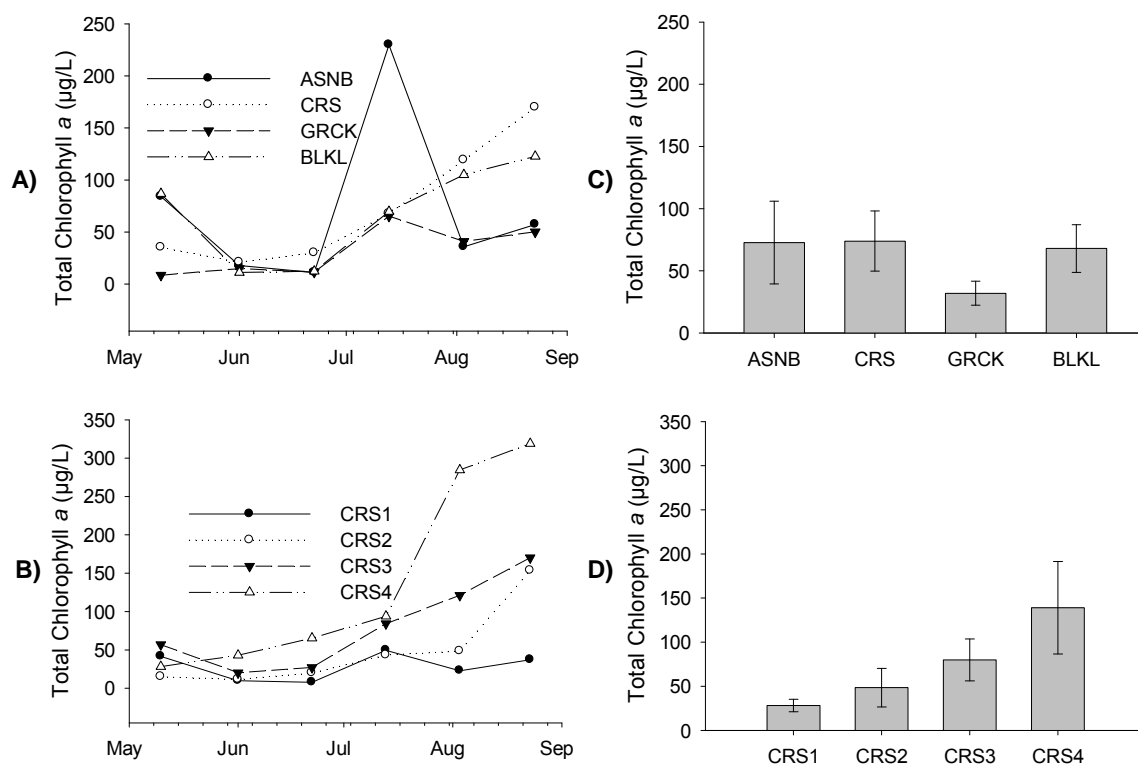 A)
Total Chlorophyll a (µg/L)
250
200
150
100
50
0
ASNB
CRS
GRCK
BLKL
May Jun Jul Aug Sep
C)
Total Chlorophyll a (µg/L)
250
200
150
100
50
0
ASNB CRS GRCK BLKL
B)
Total Chlorophyll a (µg/L)
350
300
250
200
150
100
50
0
CRS1
CRS2
CRS3
CRS4
May Jun Jul Aug Sep
D)
Total Chlorophyll a (µg/L)
350
300
250
200
150
100
50
0
CRS1 CRS2 CRS3 CRS4